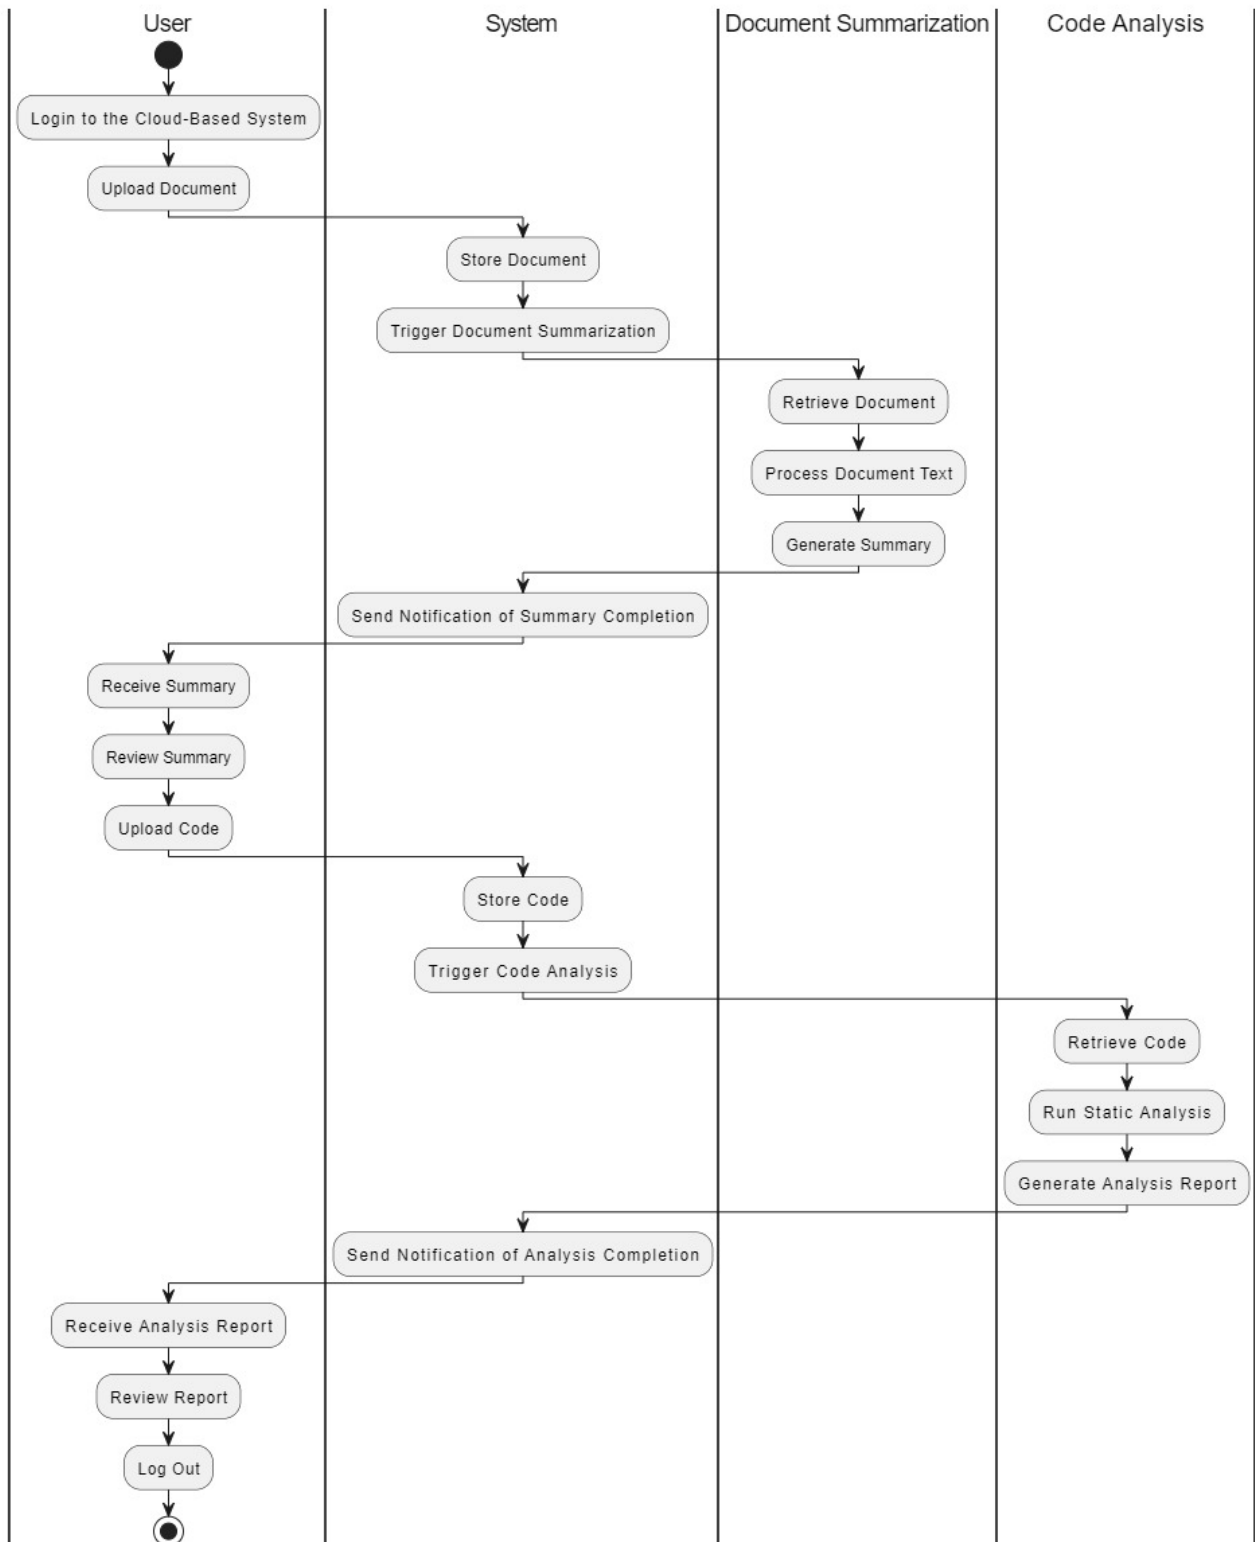 User
System
Document Summarization
Code Analysis
Login to the Cloud-Based System
Upload Document
Store Document
Trigger Document Summarization
Retrieve Document
Process Document Text
Generate Summary
Send Notification of Summary Completion
Receive Summary
Review Summary
Upload Code
Store Code
Trigger Code Analysis
Retrieve Code
Run Static Analysis
Generate Analysis Report
Send Notification of Analysis Completion
Receive Analysis Report
Review Report
Log Out